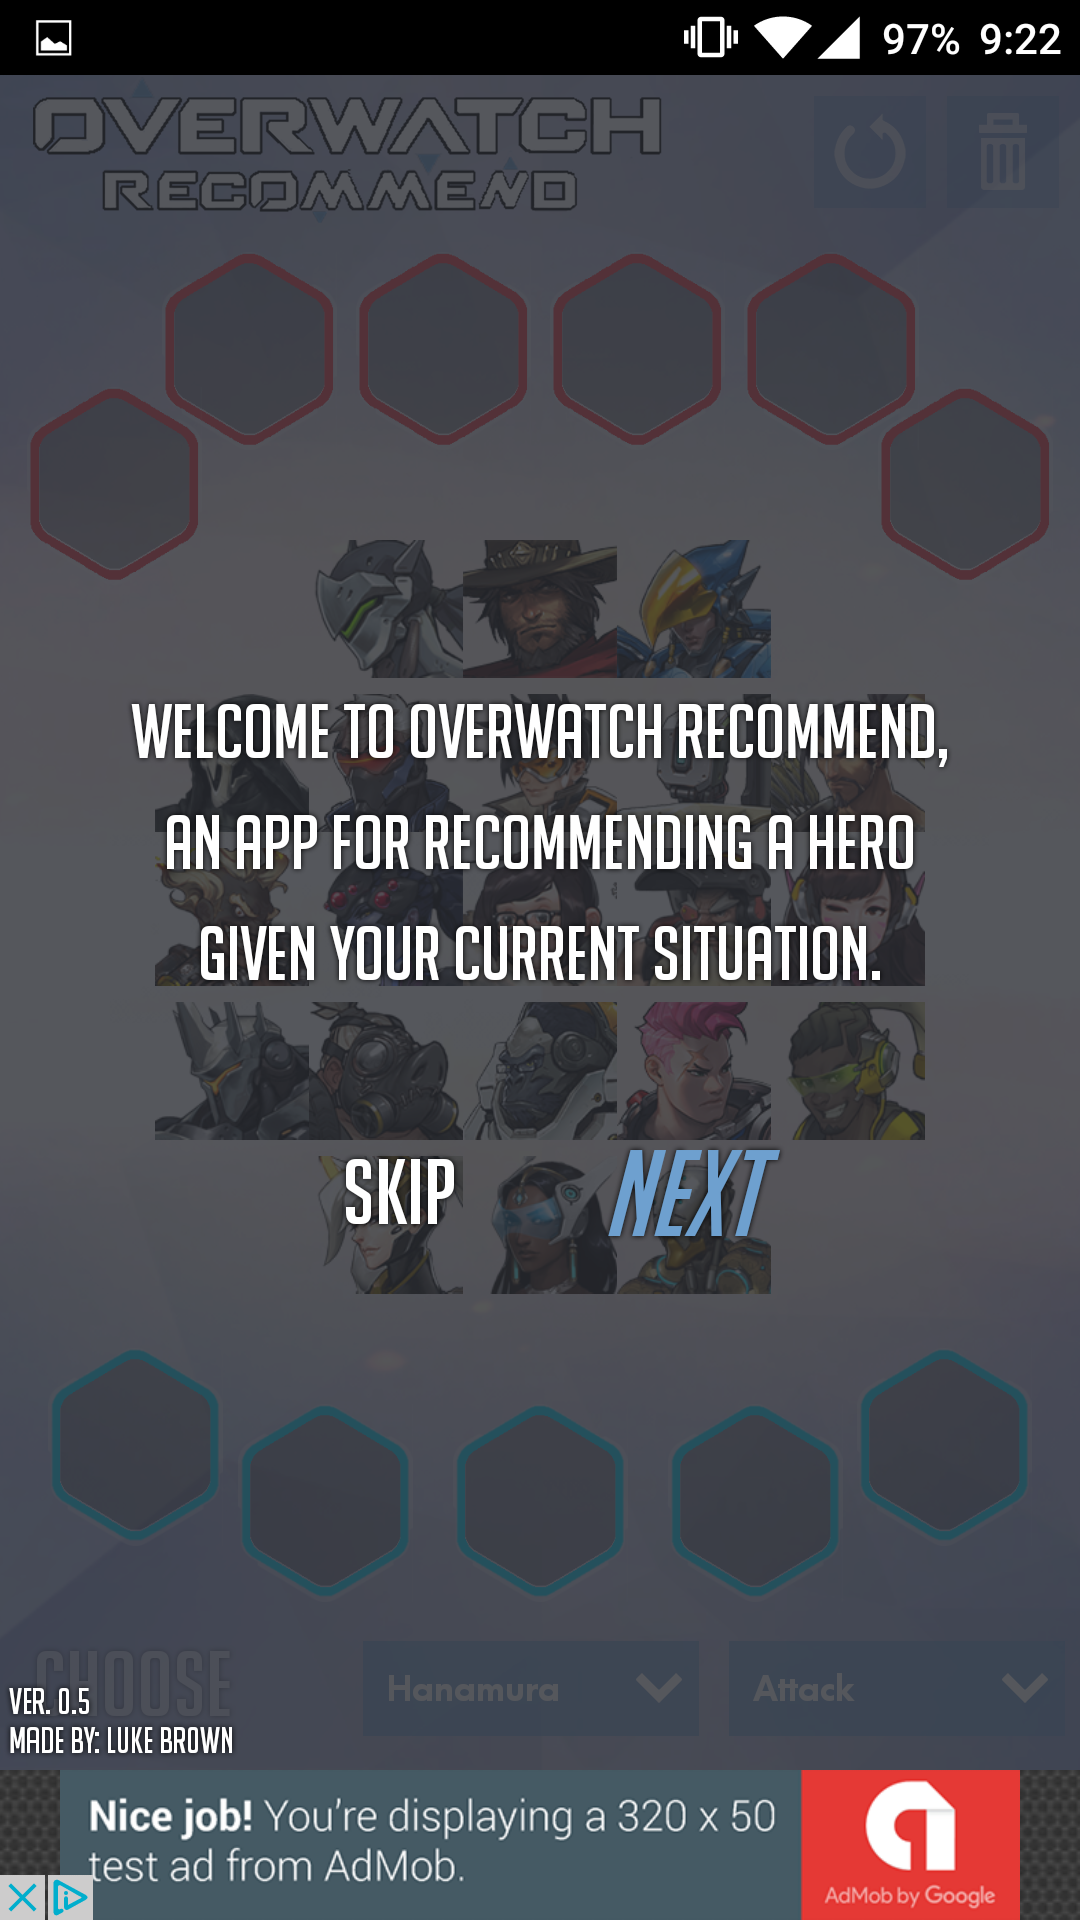 97% 9:22
OVERWATCH
RECOMMEND
WELCOME TO OVERWATCH RECOMMEND,
AN APP FOR RECOMMENDING A HERO
GIVEN YOUR CURRENT SITUATION.
SKIP NEXT
CHOOSE
Hanamura
Attack
VER. 0.5
MADE BY: LUKE BROWN
Nice job! You're displaying a 320 x 50
test ad from AdMob.
AdMob by Google